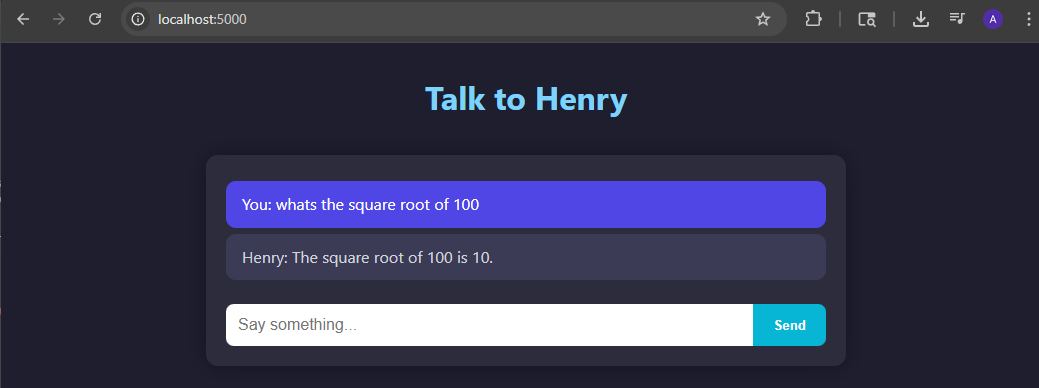 localhost:5000
A
Talk to Henry
You: whats the square root of 100
Henry: The square root of 100 is 10.
Say something...
Send